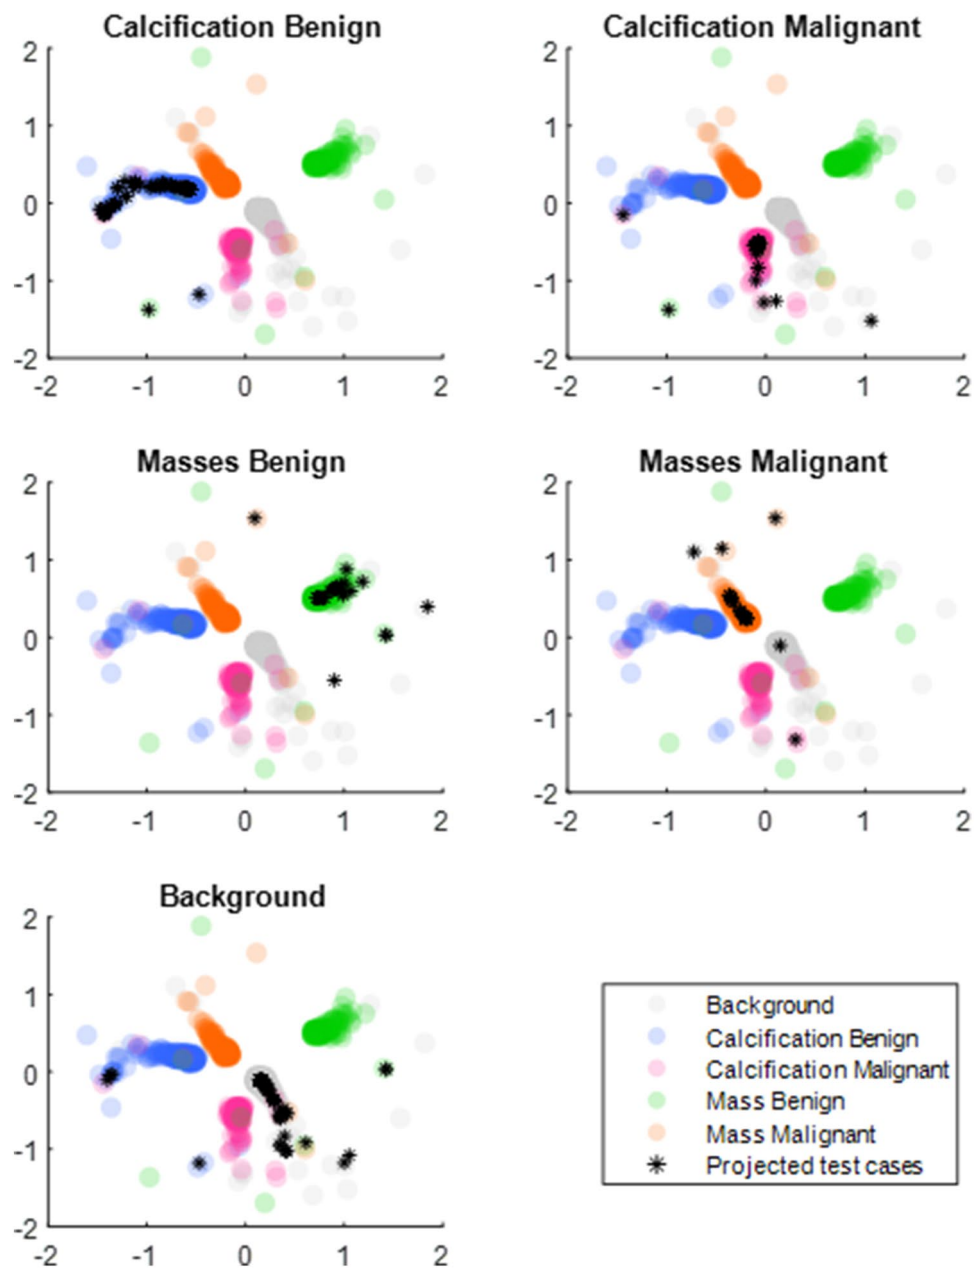 Calcification Benign
2
1
0
-1
-2
-2 -1 0 1 2
Calcification Malignant
2
1
0
-1
-2
-2 -1 0 1 2
Masses Benign
2
1
0
-1
-2
-2 -1 0 1 2
Masses Malignant
2
1
0
-1
-2
-2 -1 0 1 2
Background
2
1
0
-1
-2
-2 -1 0 1 2
Background
Calcification Benign
Calcification Malignant
Mass Benign
Mass Malignant
Projected test cases